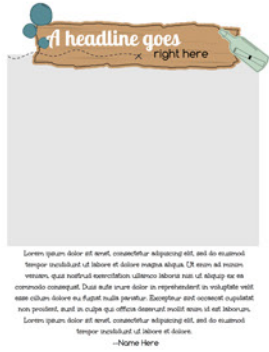 A headline goes
right here
Lorem ipsum dolor sit amet, consectetur adipiscing elit, sed do eiusmod
tempor incididunt ut labore et dolore magna aliqua. Ut enim ad minim
veniam, quis nostrud exercitation ullamco laboris nisi ut aliquip ex ea
commodo consequat. Duis aute irure dolor in reprehenderit in voluptate velit
esse cillum dolore eu fugiat nulla pariatur. Excepteur sint occaecat cupidatat
non proident, sunt in culpa qui officia deserunt mollit anim id est laborum.
Lorem ipsum dolor sit amet, consectetur adipiscing elit, sed do eiusmod
tempor incididunt ut labore et dolore.
--Name Here